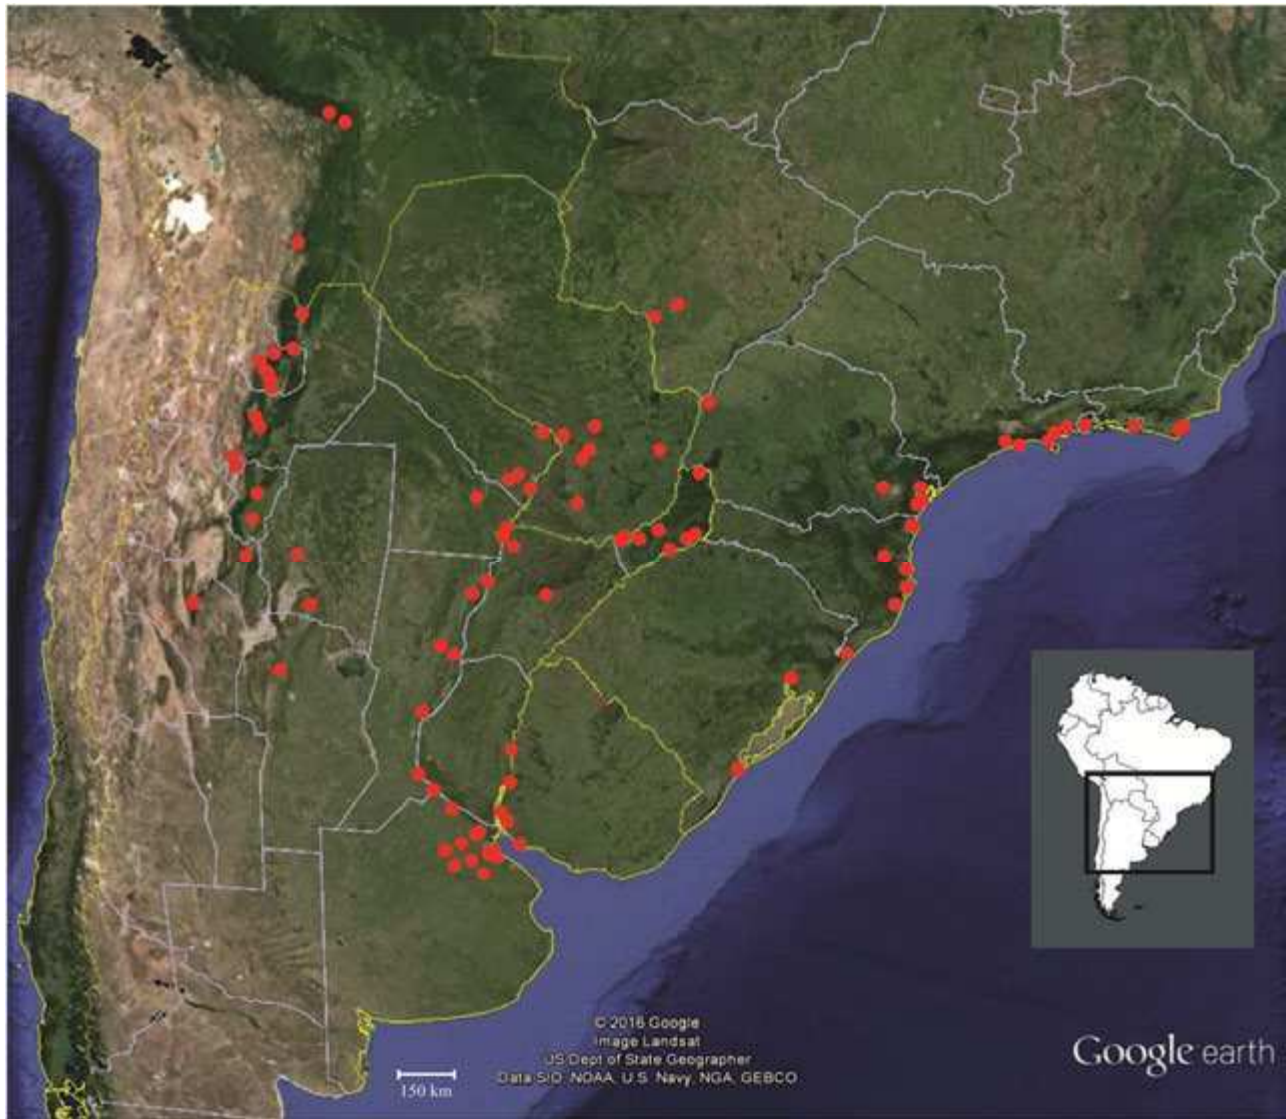 © 2016 Google
Image Landsat
US Dept of State Geographer
Data SIO, NOAA, U.S. Navy, NGA, GEBCO
150 km
Google earth